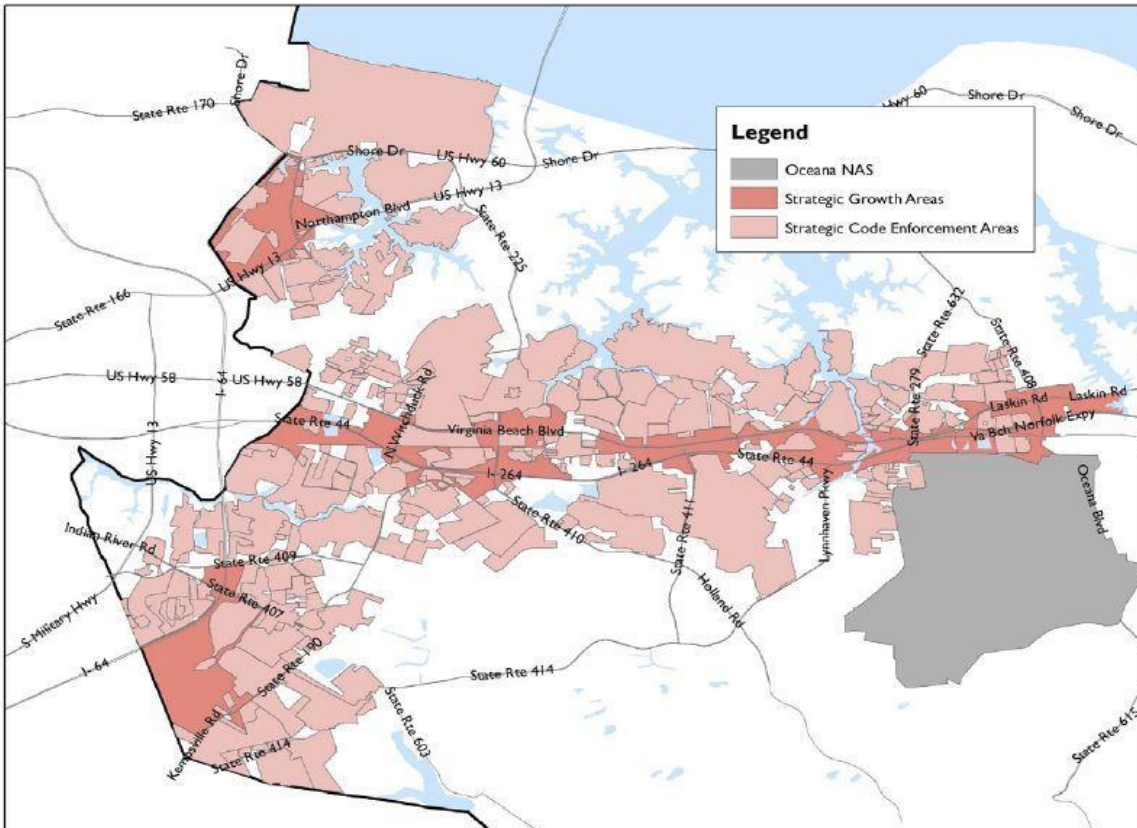 Shore Dr
State Rte 170
Hwy 60
Shore Dr
Shore Dr
Legend
Oceana NAS
Strategic Growth Areas
Strategic Code Enforcement Areas
Shore Dr
US Hwy 60
Shore Dr
US Hwy 13
Northampton Blvd
State Rte 225
US Hwy 13
State Rte 166
I-64
US Hwy 58
US Hwy 58
State Rte 632
State Rte 408
State Rte 279
Laskin Rd
Laskin Rd
N Witchduck Rd
State Rte 44
Virginia Beach Blvd
Va Bch Norfolk Expy
US Hwy 13
I-264
I-264
State Rte 44
Oceana Blvd
State Rte 410
State Rte 411
Lynnhaven Pkwy
Indian River Rd
State Rte 409
State Rte 407
S Military Hwy
Holland Rd
I-64
State Rte 190
State Rte 414
State Rte 603
Kempsville Rd
State Rte 414
State Rte 615